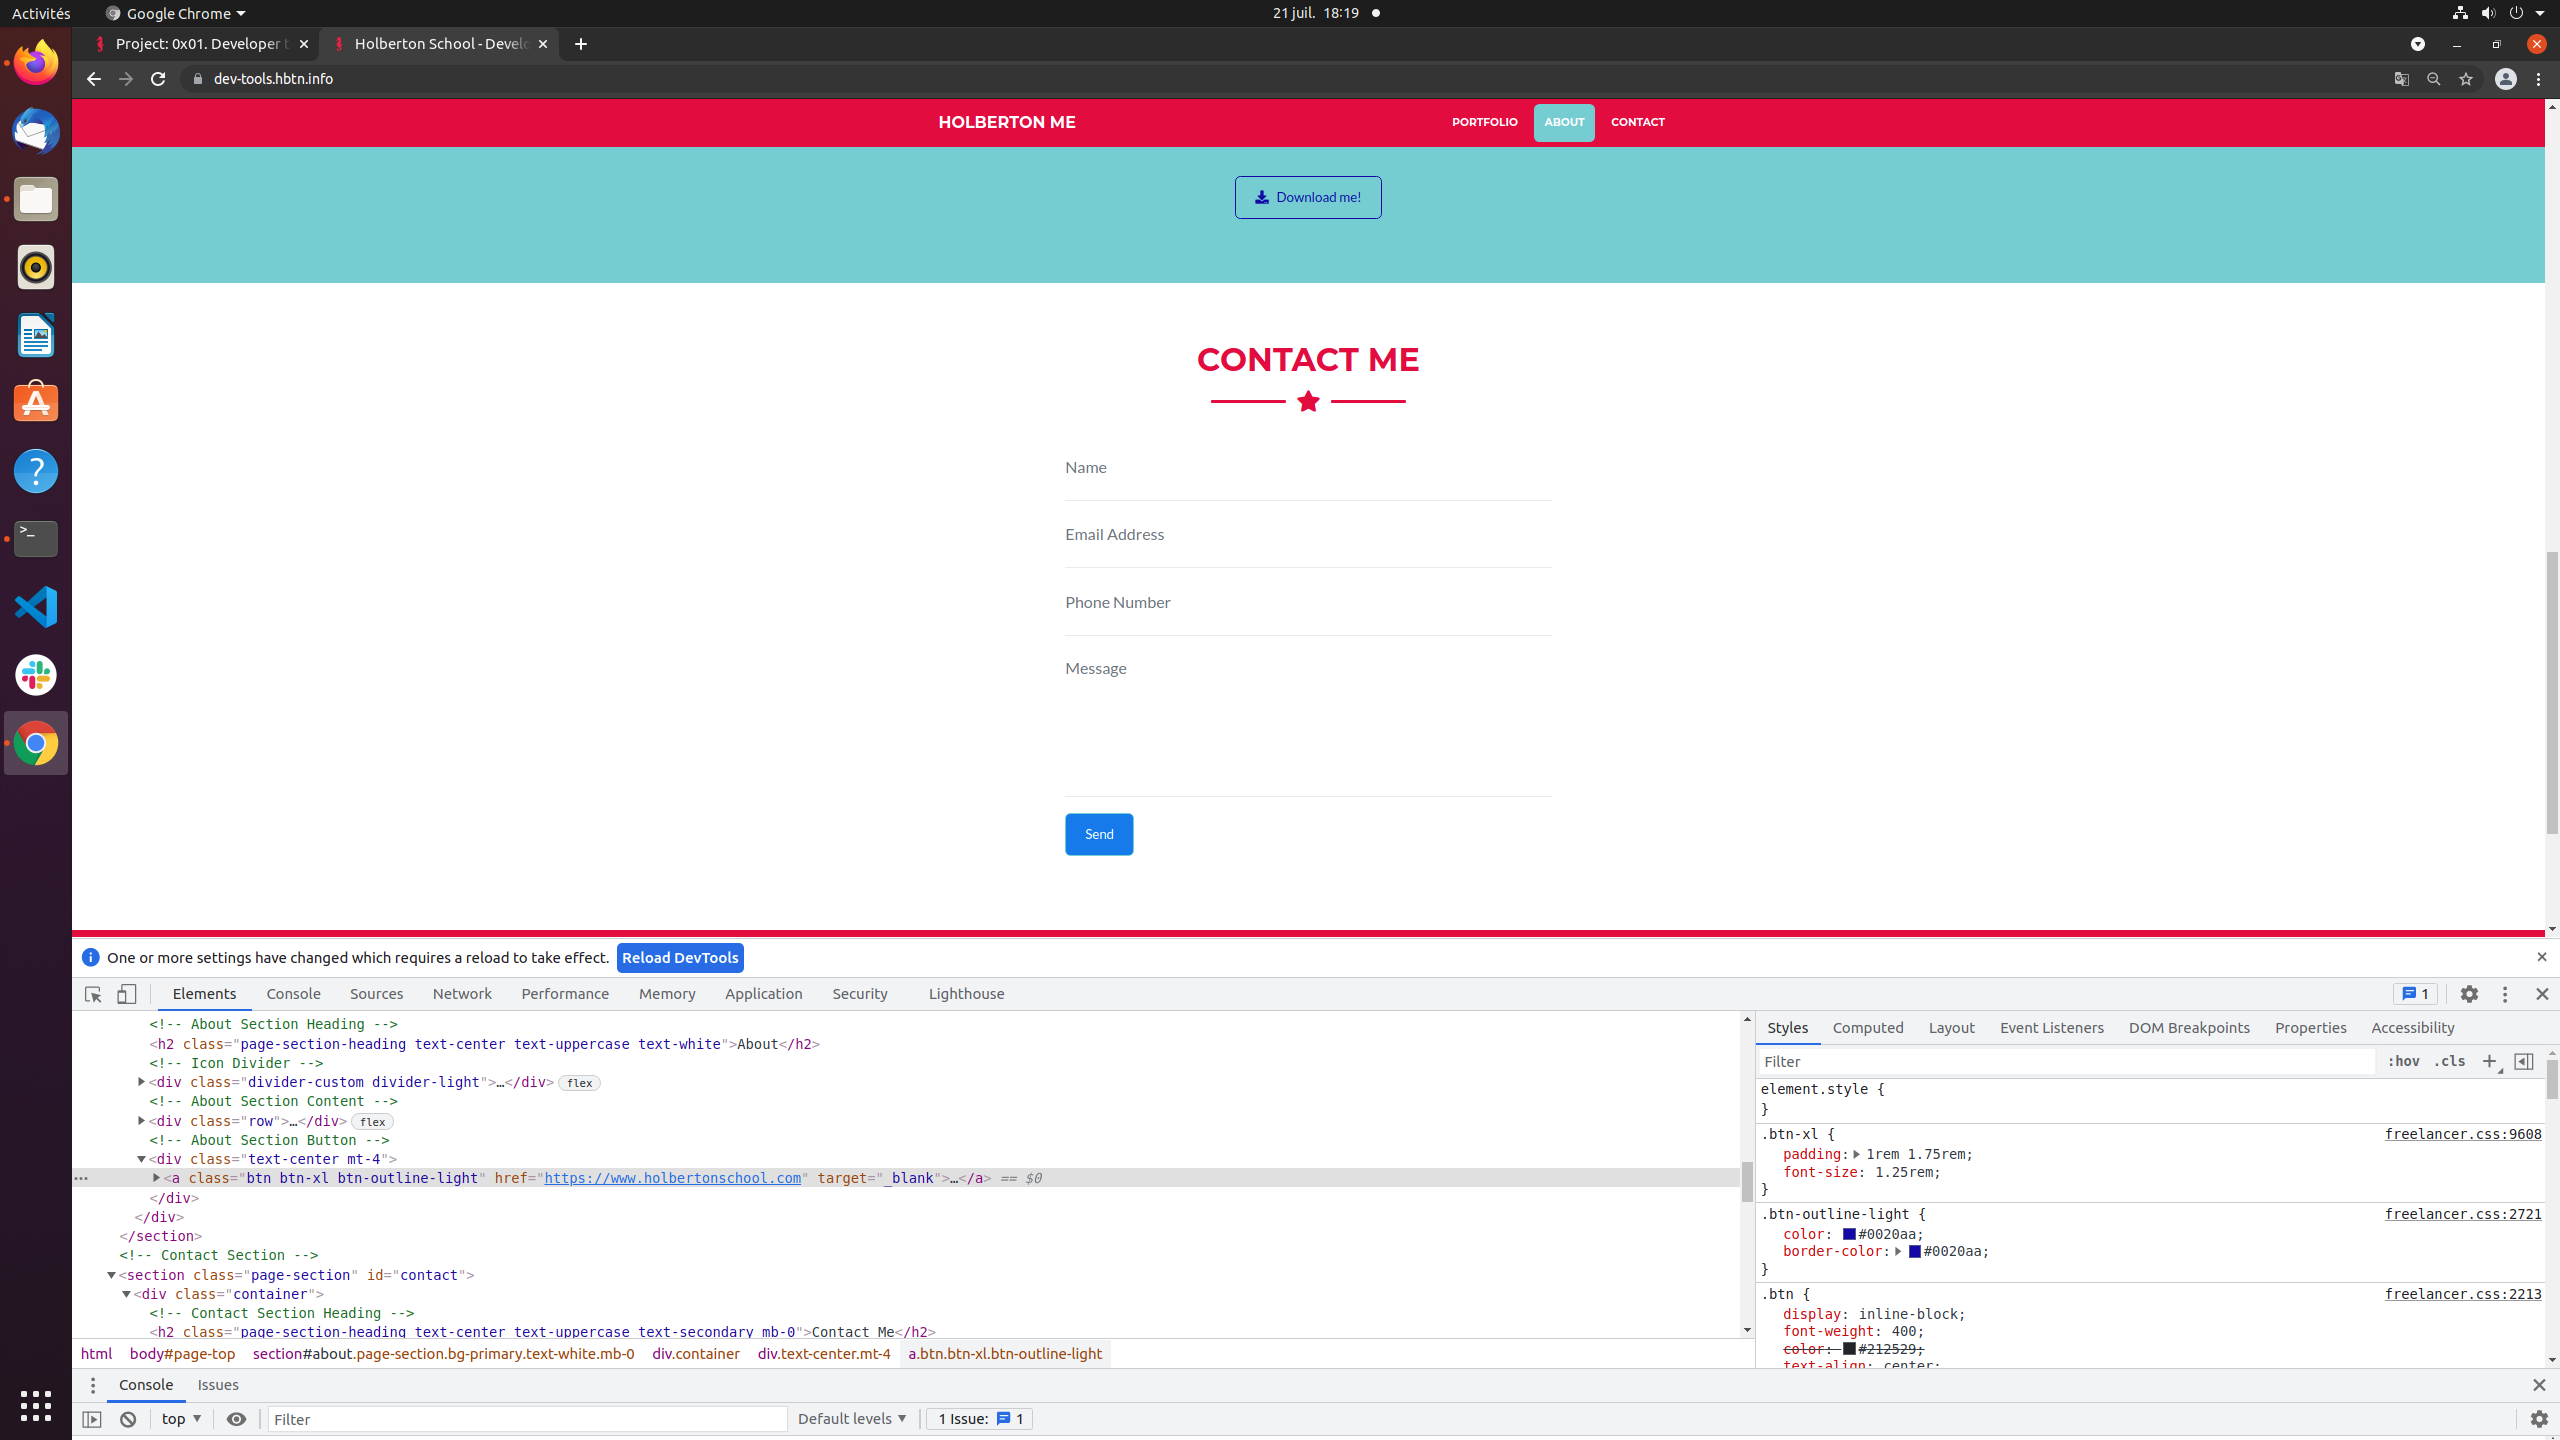 Activités
Google Chrome
21 juil. 18:19
Project: 0x01. Developer t
Holberton School - Develo
dev-tools.hbtn.info
HOLBERTON ME
PORTFOLIO
ABOUT
CONTACT
Download me!
CONTACT ME
Name
Email Address
Phone Number
Message
Send
One or more settings have changed which requires a reload to take effect.
Reload DevTools
Elements
Console
Sources
Network
Performance
Memory
Application
Security
Lighthouse
1
<!-- About Section Heading -->
<h2 class="page-section-heading text-center text-uppercase text-white">About</h2>
<!-- Icon Divider -->
<div class="divider-custom divider-light">…</div> flex
<!-- About Section Content -->
<div class="row">…</div> flex
<!-- About Section Button -->
<div class="text-center mt-4">
<a class="btn btn-xl btn-outline-light" href="https://www.holbertonschool.com" target="_blank">…</a> == $0
</div>
</div>
</section>
<!-- Contact Section -->
<section class="page-section" id="contact">
<div class="container">
<!-- Contact Section Heading -->
<h2 class="page-section-heading text-center text-uppercase text-secondary mb-0">Contact Me</h2>
html
body#page-top
section#about.page-section.bg-primary.text-white.mb-0
div.container
div.text-center.mt-4
a.btn.btn-xl.btn-outline-light
Styles
Computed
Layout
Event Listeners
DOM Breakpoints
Properties
Accessibility
Filter
:hov
.cls
element.style {
}
.btn-xl {
freelancer.css:9608
padding: 1rem 1.75rem;
font-size: 1.25rem;
}
.btn-outline-light {
freelancer.css:2721
color: #0020aa;
border-color: #0020aa;
}
.btn {
freelancer.css:2213
display: inline-block;
font-weight: 400;
color: #212529;
text-align: center;
Console
Issues
top
Filter
Default levels
1 Issue: 1